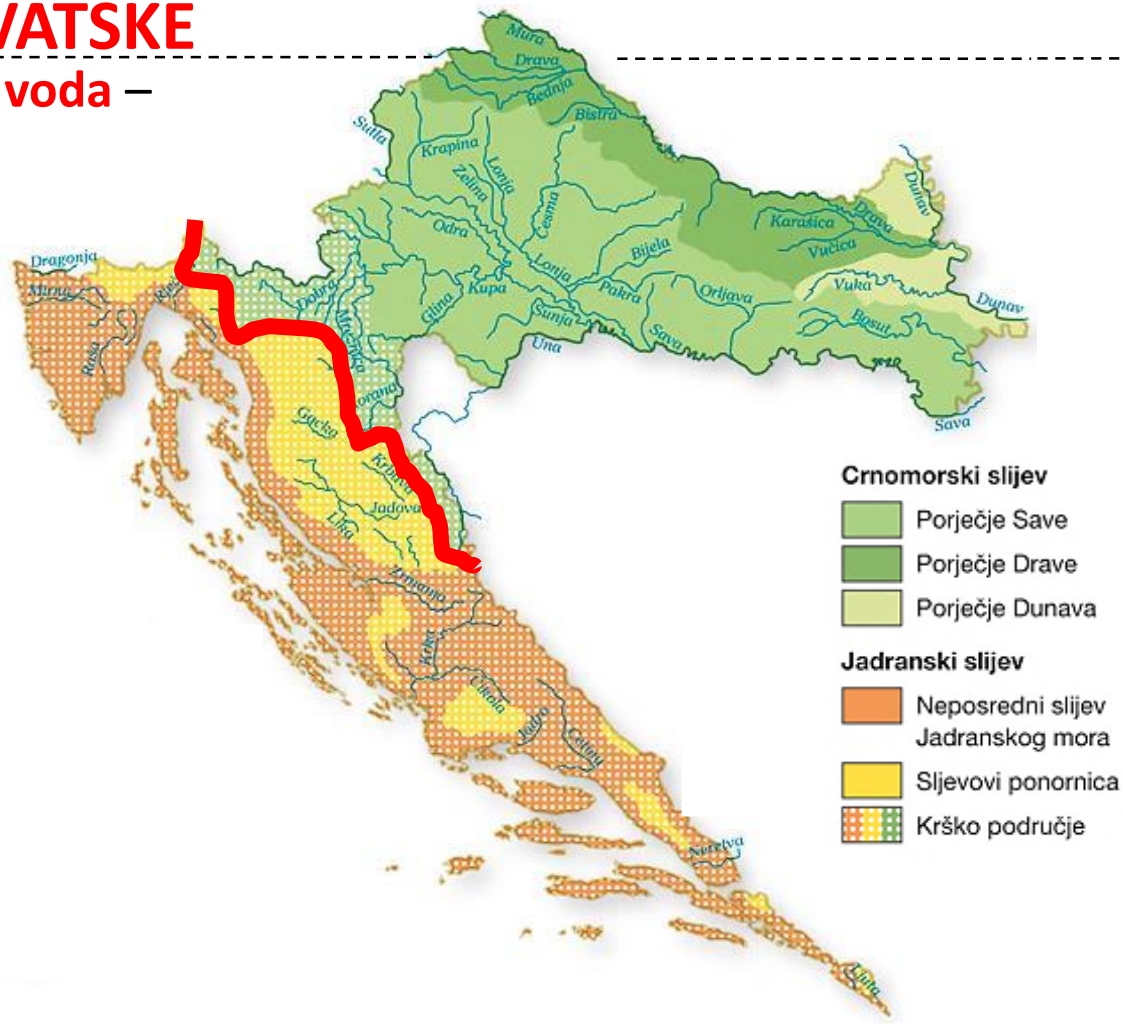 VATSKE
voda –
Mura
Drava
Bednja
Bistra
Sutla
Krapina
Lonja
Zelina
Česma
Dunav
Drava
Karašica
Vučica
Odra
Bijela
Lonja
Dragonja
Mirna
Kupa
Pakra
Orljava
Vuka
Dunav
Dobra
Glina
Sunja
Bosut
Mrežnica
Sava
Raša
Una
orana
Sava
Gacka
Krbava
Jadova
Lika
Zrmanja
Krka
Čikola
Jadro
Cetina
Neretva
Ljuta
Crnomorski slijev
Porječje Save
Porječje Drave
Porječje Dunava
Jadranski slijev
Neposredni slijev
Jadranskog mora
Sljevovi ponornica
Krško područje